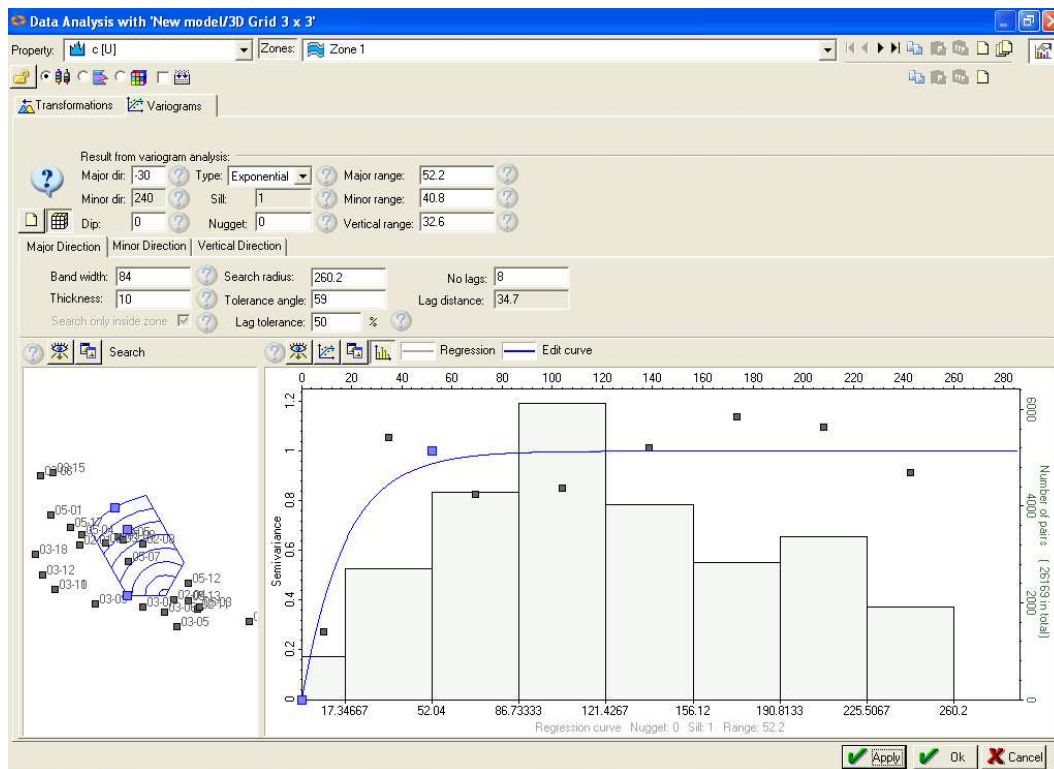 Data Analysis with 'New model/3D Grid 3 x 3'
Property: c [U] Zones: Zone 1
Transformations Variograms
Result from variogram analysis:
Major dir: -30 Type: Exponential Major range: 52.2
Minor dir: 240 Sill: 1 Minor range: 40.8
Dip: 0 Nugget: 0 Vertical range: 32.6
Major Direction Minor Direction Vertical Direction
Band width: 84 Search radius: 260.2 No lags: 8
Thickness: 10 Tolerance angle: 59 Lag distance: 34.7
Search only inside zone Lag tolerance: 50 %
Search Regression Edit curve
0 20 40 60 80 100 120 140 160 180 200 220 240 260 280
03-15
05-01
05-17
03-18
05-07
03-12
05-12
03-05
Semivariance
0 0.2 0.4 0.6 0.8 1 1.2
Number of pairs ( 26169 in total)
0 2000 4000 6000
17.34667 52.04 86.73333 121.4267 156.12 190.8133 225.5067 260.2
Regression curve Nugget: 0 Sill: 1 Range: 52.2
Apply Ok Cancel